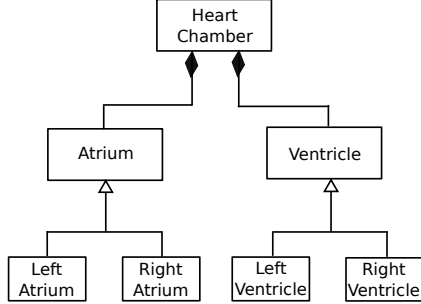 Heart
Chamber
Atrium
Ventricle
Left
Atrium
Right
Atrium
Left
Ventricle
Right
Ventricle